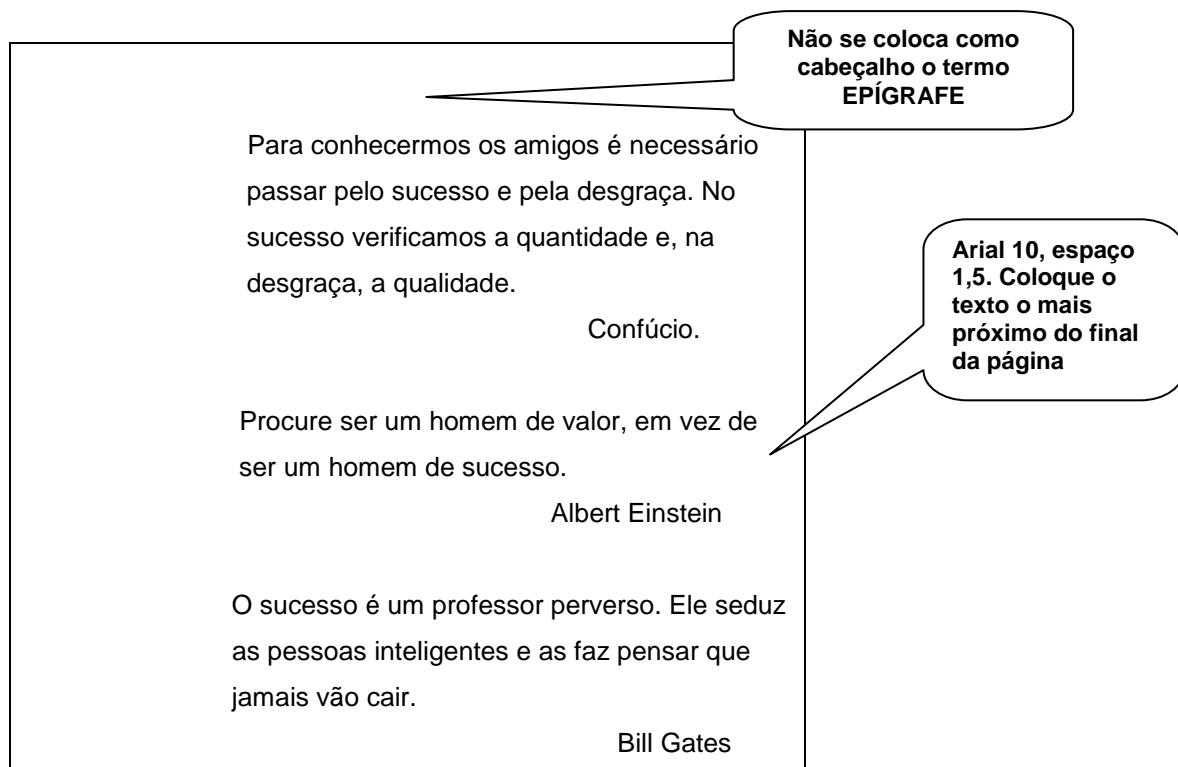 Não se coloca como
cabeçalho o termo
EPÍGRAFE
Para conhecermos os amigos é necessário
passar pelo sucesso e pela desgraça. No
sucesso verificamos a quantidade e, na
desgraça, a qualidade.
Confúcio.
Arial 10, espaço
1,5. Coloque o
texto o mais
próximo do final
da página
Procure ser um homem de valor, em vez de
ser um homem de sucesso.
Albert Einstein
O sucesso é um professor perverso. Ele seduz
as pessoas inteligentes e as faz pensar que
jamais vão cair.
Bill Gates